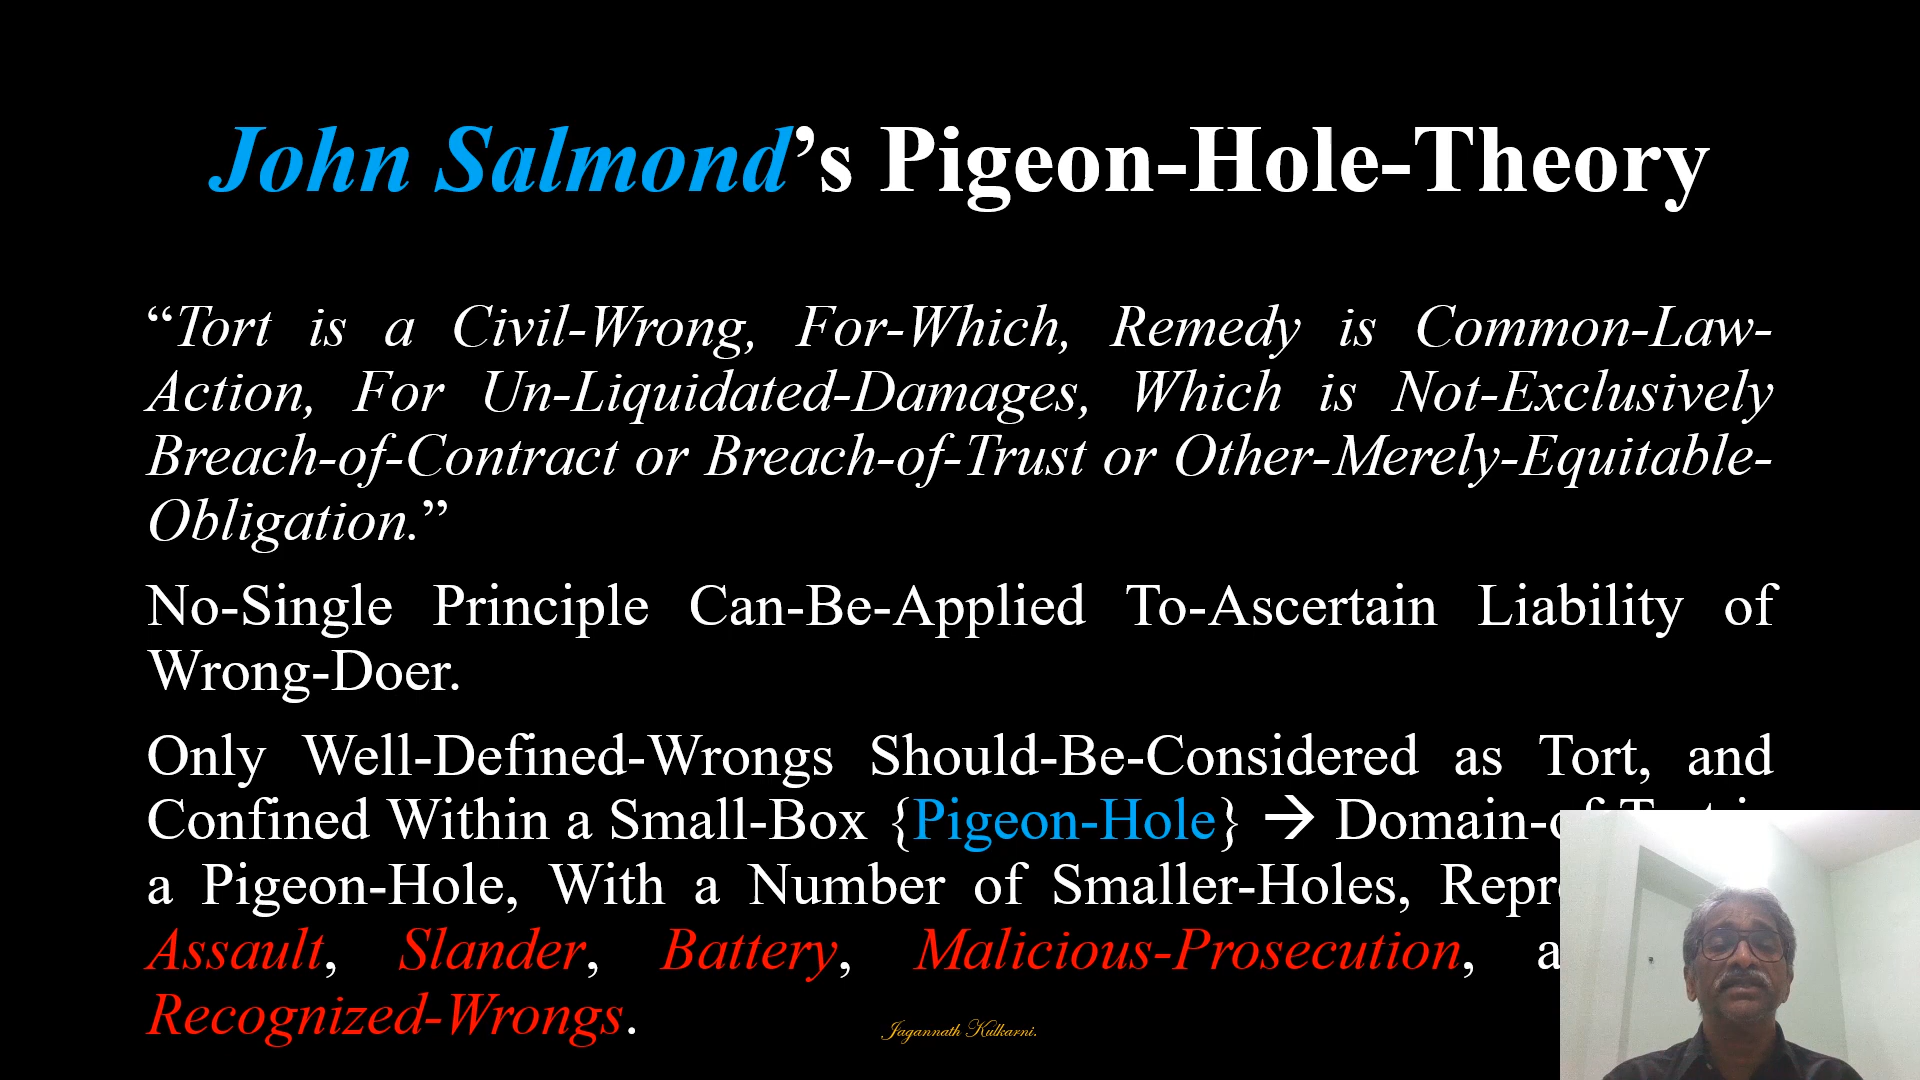 John Salmond’s Pigeon-Hole-Theory
“Tort is a Civil-Wrong, For-Which, Remedy is Common-Law-
Action, For Un-Liquidated-Damages, Which is Not-Exclusively
Breach-of-Contract or Breach-of-Trust or Other-Merely-Equitable-
Obligation.”
No-Single Principle Can-Be-Applied To-Ascertain Liability of
Wrong-Doer.
Only Well-Defined-Wrongs Should-Be-Considered as Tort, and
Confined Within a Small-Box {Pigeon-Hole} → Domain-of-Tort is
a Pigeon-Hole, With a Number of Smaller-Holes,
Assault, Slander, Battery, Malicious-Prosecution,
Recognized-Wrongs.
Jagannath Kulkarni.